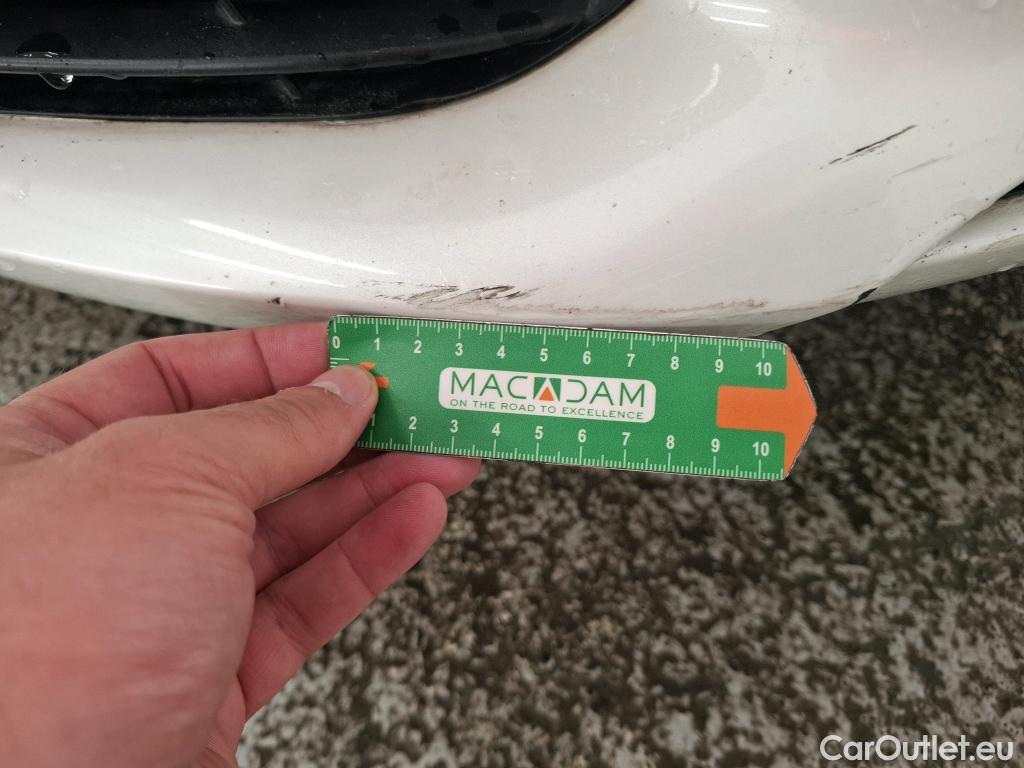 0 1 2 3 4 5 6 7 8 9 10
MACADAM
ON THE ROAD TO EXCELLENCE
1 2 3 4 5 6 7 8 9 10
CarOutlet.eu